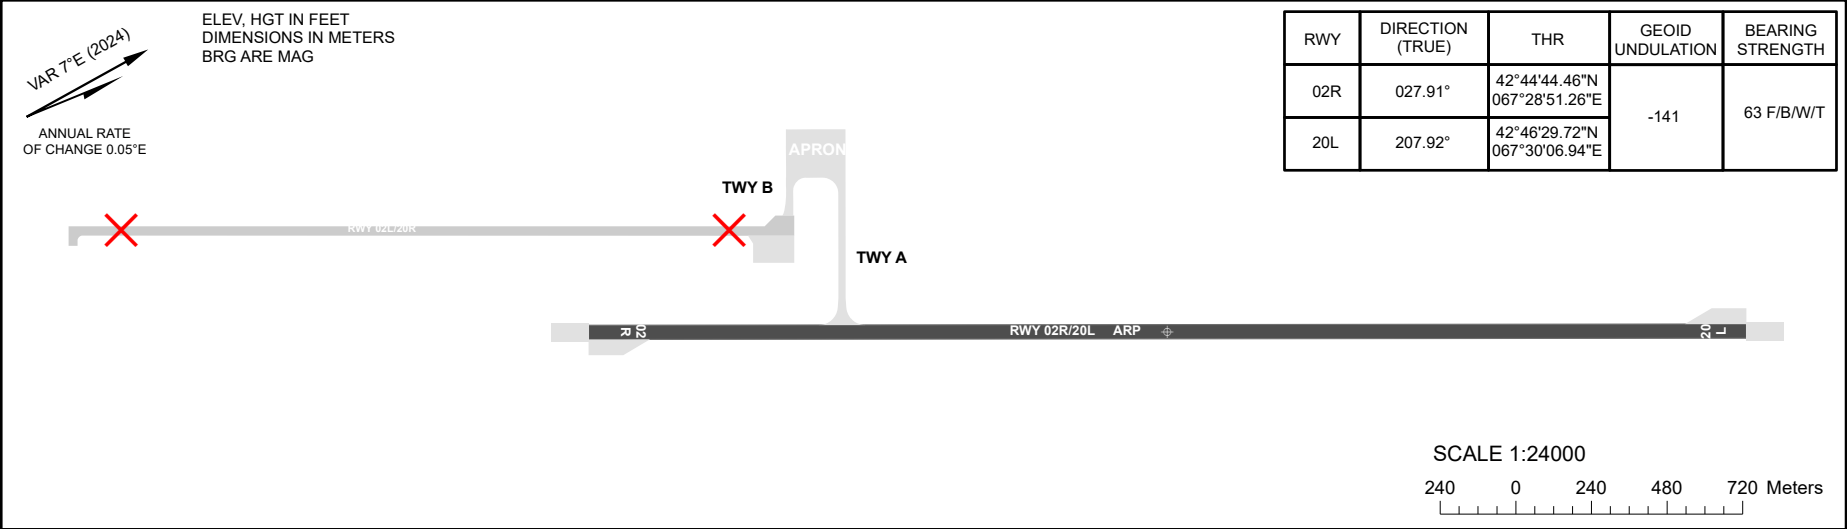 ELEV, HGT IN FEET
DIMENSIONS IN METERS
BRG ARE MAG
VAR 7°E (2024)
ANNUAL RATE
OF CHANGE 0.05°E
RWY DIRECTION (TRUE) THR GEOID UNDULATION BEARING STRENGTH
02R 027.91° 42°44'44.46"N 067°28'51.26"E -141 63 F/B/W/T
20L 207.92° 42°46'29.72"N 067°30'06.94"E
APRON
TWY B
RWY 02L/20R
TWY A
02 R
RWY 02R/20L ARP
20 L
SCALE 1:24000
240 0 240 480 720 Meters